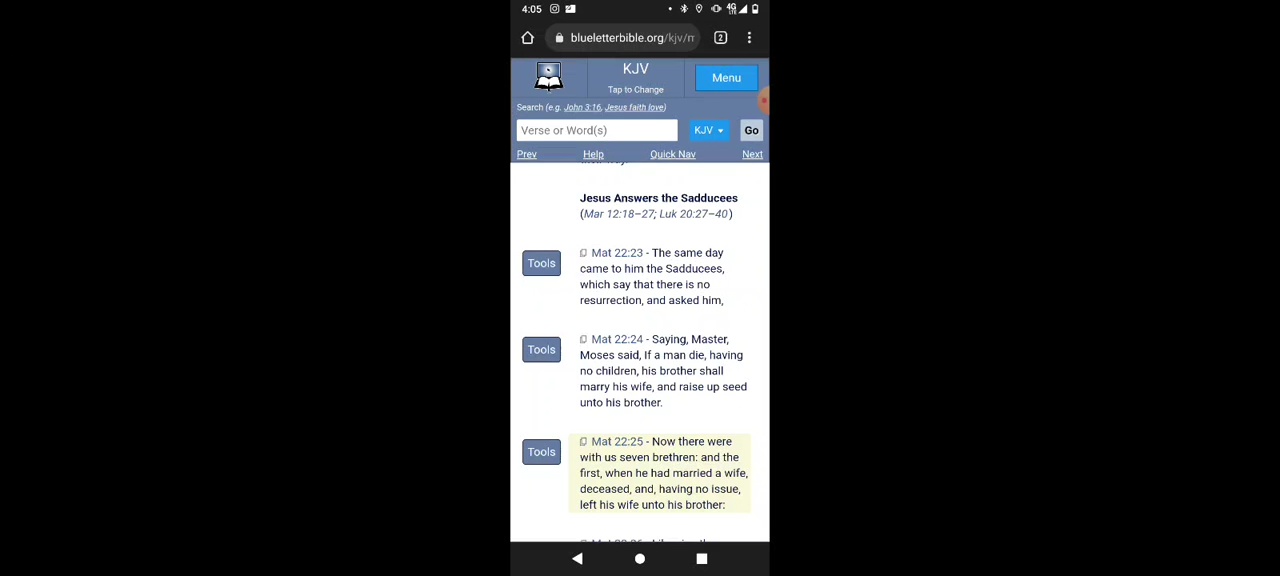 4:05
4G
blueletterbible.org/kjv/m
2
KJV
Tap to Change
Menu
Search (e.g. John 3:16, Jesus faith love)
Verse or Word(s)
KJV
Go
Prev
Help
Quick Nav
Next
Jesus Answers the Sadducees
(Mar 12:18–27; Luk 20:27–40)
Tools
Mat 22:23 - The same day
came to him the Sadducees,
which say that there is no
resurrection, and asked him,
Tools
Mat 22:24 - Saying, Master,
Moses said, If a man die, having
no children, his brother shall
marry his wife, and raise up seed
unto his brother.
Tools
Mat 22:25 - Now there were
with us seven brethren: and the
first, when he had married a wife,
deceased, and, having no issue,
left his wife unto his brother: